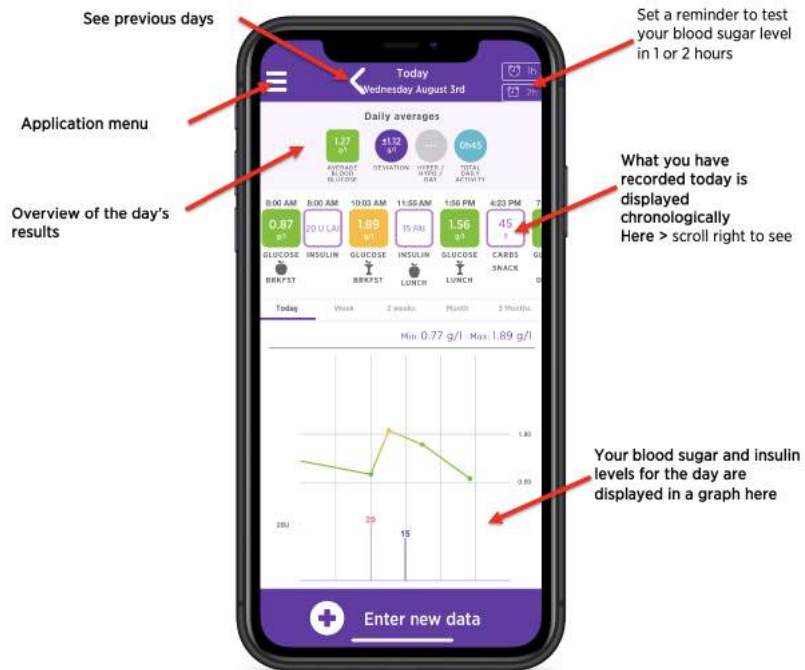 See previous days
Set a reminder to test
your blood sugar level
in 1 or 2 hours
Today
Wednesday August 3rd
1h
2h
Application menu
Daily averages
1.27
g/l
±1.12
g/l
---
0h45
AVERAGE
BLOOD
GLUCOSE
DEVIATION
HYPER /
HYPO /
DAY
TOTAL
DAILY
ACTIVITY
What you have
recorded today is
displayed
chronologically
Here > scroll right to see
Overview of the day's
results
8:00 AM 8:00 AM 10:03 AM 11:55 AM 1:56 PM 4:23 PM 7
0.87
g/l
20 U LAI
1.89
g/l
15 FAI
1.56
g/l
45
g
GLUCOSE INSULIN GLUCOSE INSULIN GLUCOSE CARBS
BRKFST BRKFST LUNCH LUNCH SNACK
Today Week 2 weeks Month 3 Months
Min: 0.77 g/l Max: 1.89 g/l
1.80
Your blood sugar and insulin
levels for the day are
displayed in a graph here
20U
20
15
Enter new data